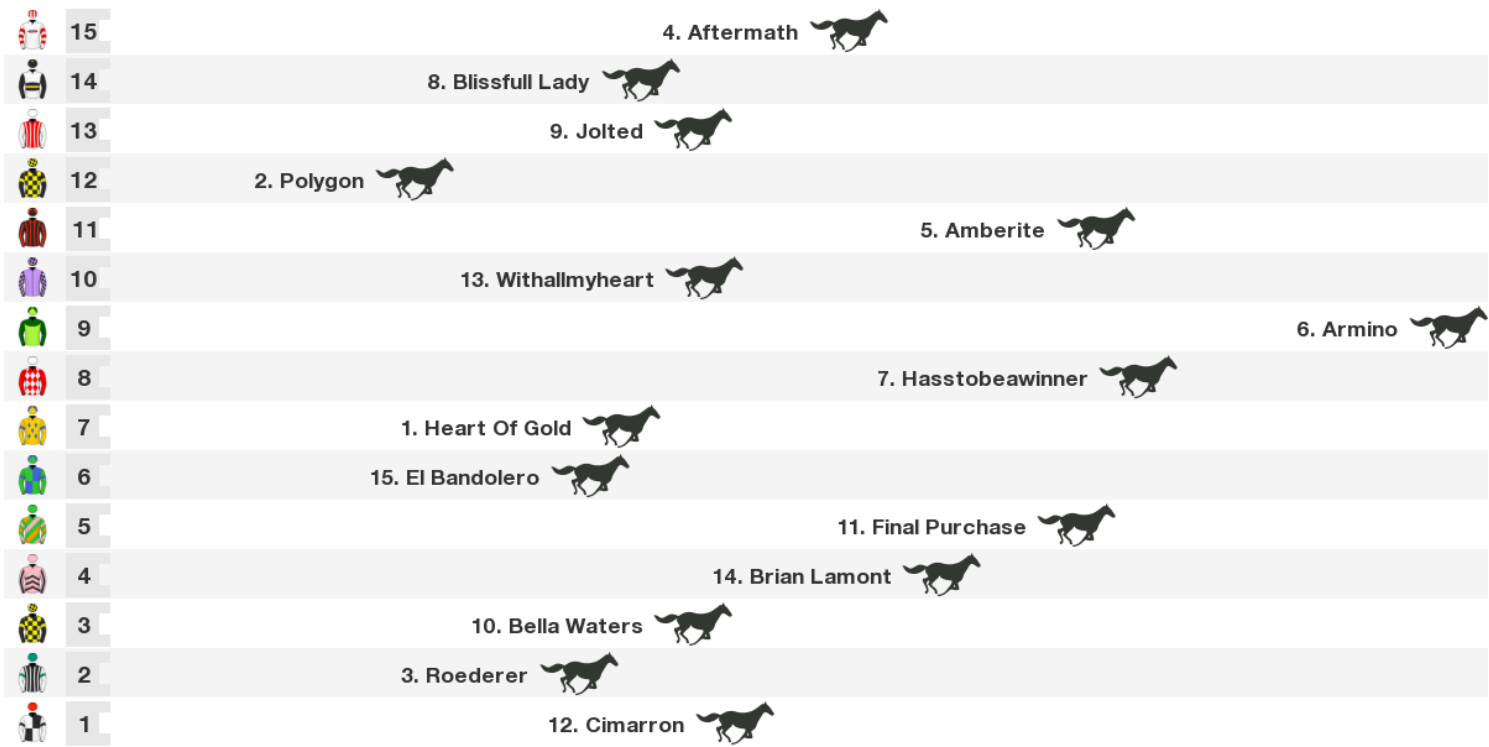 15 4. Aftermath
14 8. Blissfull Lady
13 9. Jolted
12 2. Polygon
11 5. Amberite
10 13. Withallmyheart
9 6. Armino
8 7. Hasstobeawinner
7 1. Heart Of Gold
6 15. El Bandolero
5 11. Final Purchase
4 14. Brian Lamont
3 10. Bella Waters
2 3. Roederer
1 12. Cimarron